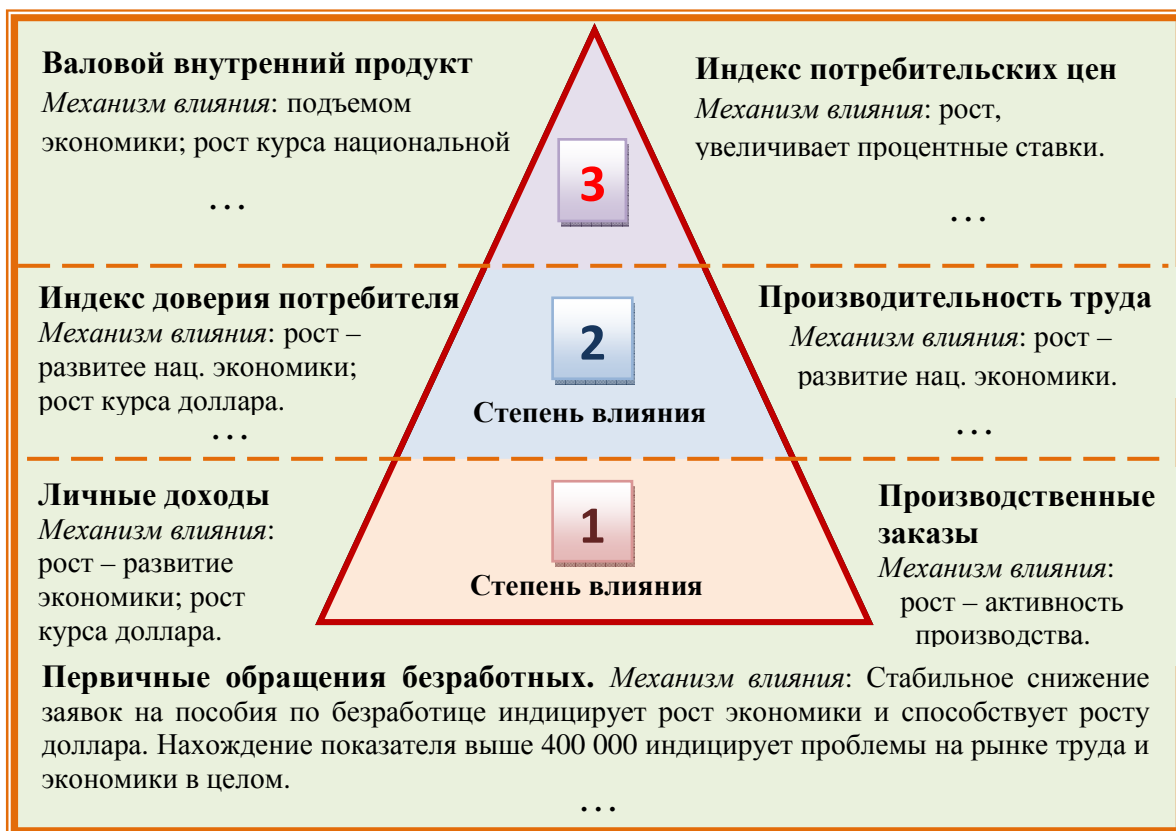 Валовой внутренний продукт
Механизм влияния: подъемом
экономики; рост курса национальной
...
Индекс потребительских цен
Механизм влияния: рост,
увеличивает процентные ставки.
...
3
Индекс доверия потребителя
Механизм влияния: рост –
развитее нац. экономики;
рост курса доллара.
...
2
Степень влияния
Производительность труда
Механизм влияния: рост –
развитие нац. экономики.
...
Личные доходы
Механизм влияния:
рост – развитие
экономики; рост
курса доллара.
1
Степень влияния
Производственные
заказы
Механизм влияния:
рост – активность
производства.
Первичные обращения безработных. Механизм влияния: Стабильное снижение
заявок на пособия по безработице индицирует рост экономики и способствует росту
доллара. Нахождение показателя выше 400 000 индицирует проблемы на рынке труда и
экономики в целом.
...